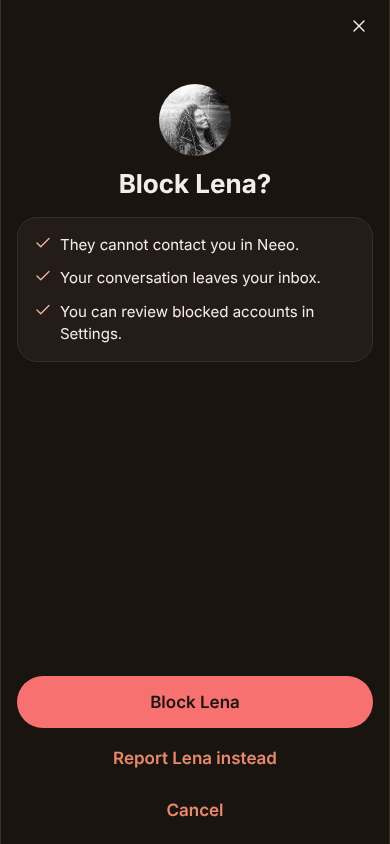 Block Lena?
They cannot contact you in Neeo.
Your conversation leaves your inbox.
You can review blocked accounts in
Settings.
Block Lena
Report Lena instead
Cancel